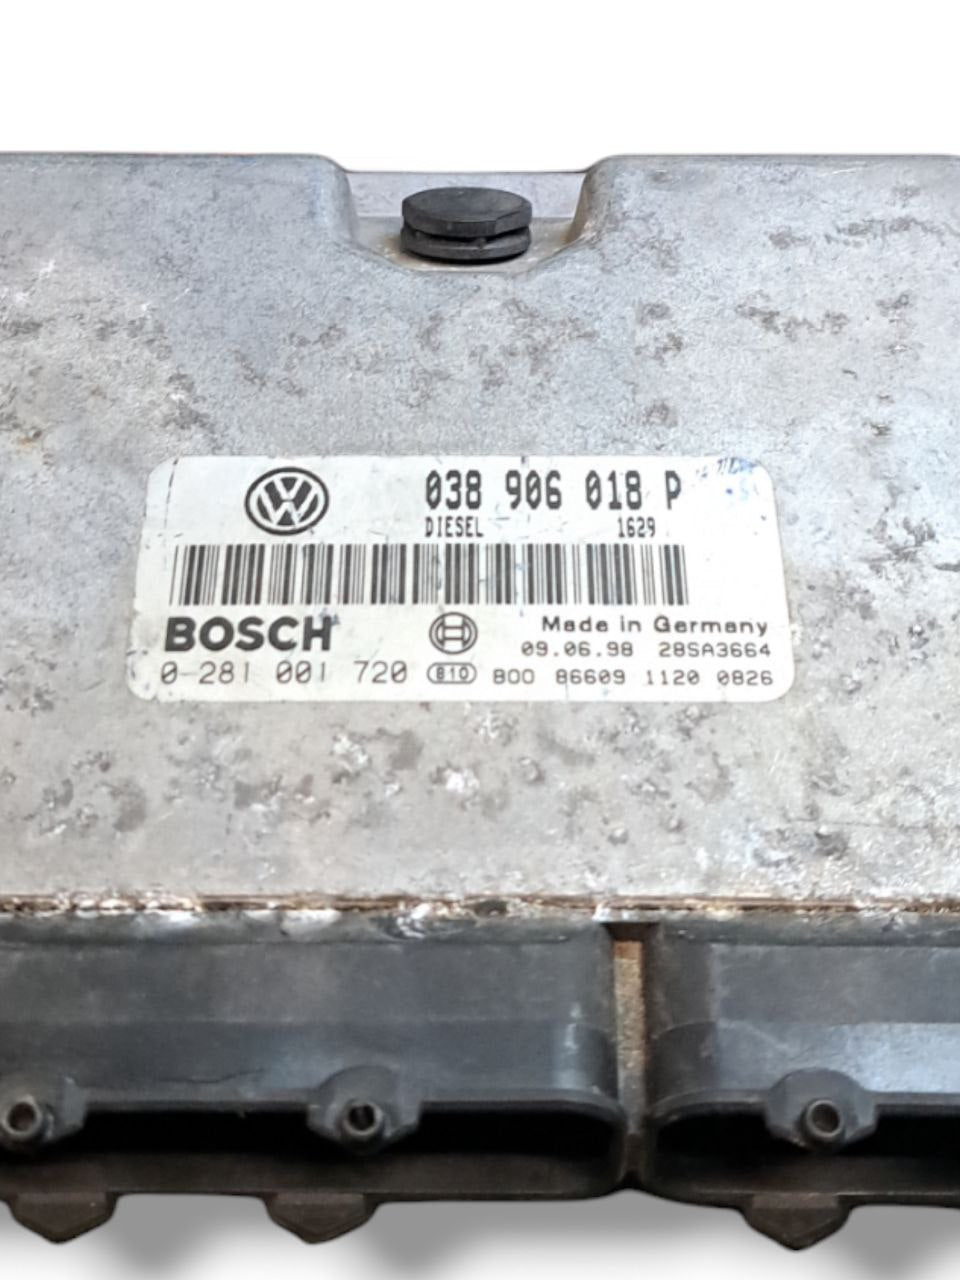 038 906 018 P
DIESEL 1629
BOSCH Made in Germany
09.06.98 28SA3664
0 281 001 720 810 800 86609 1120 0826